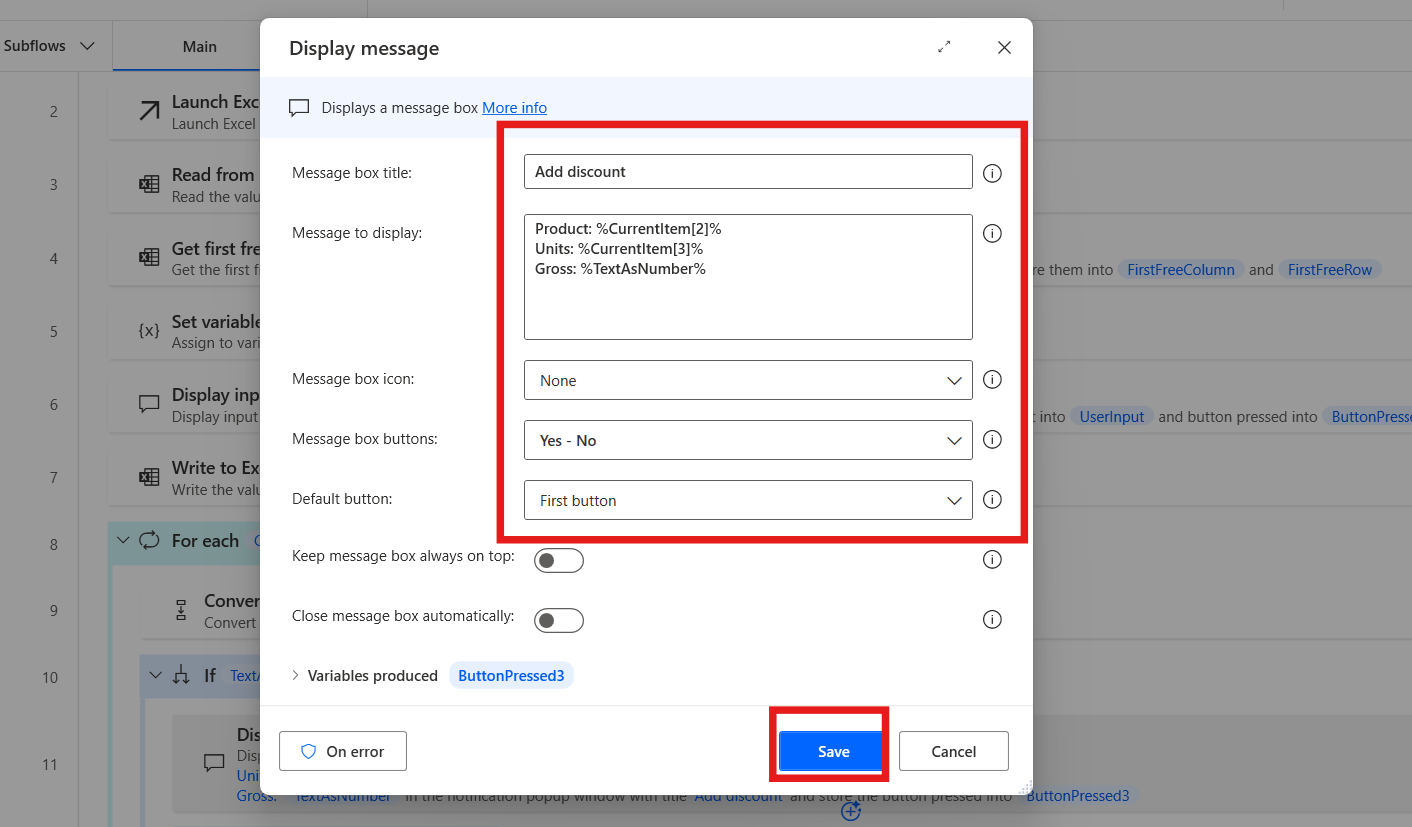 Subflows
Main
Display message
Displays a message box More info
Message box title:
Add discount
Message to display:
Product: %CurrentItem[2]%
Units: %CurrentItem[3]%
Gross: %TextAsNumber%
Message box icon:
None
Message box buttons:
Yes - No
Default button:
First button
Keep message box always on top:
Close message box automatically:
Variables produced ButtonPressed3
On error
Save
Cancel
2
Launch Exc
Launch Excel
3
Read from
Read the valu
4
Get first fre
Get the first f
re them into FirstFreeColumn and FirstFreeRow
5
{x}
Set variable
Assign to vari
6
Display inp
Display input
t into UserInput and button pressed into ButtonPresse
7
Write to Ex
Write the valu
8
For each
9
Conver
Convert
10
If TextA
11
Dis
Disp
Uni
Gross: TextAsNumber in the notification popup window with title Add discount and store the button pressed into ButtonPressed3